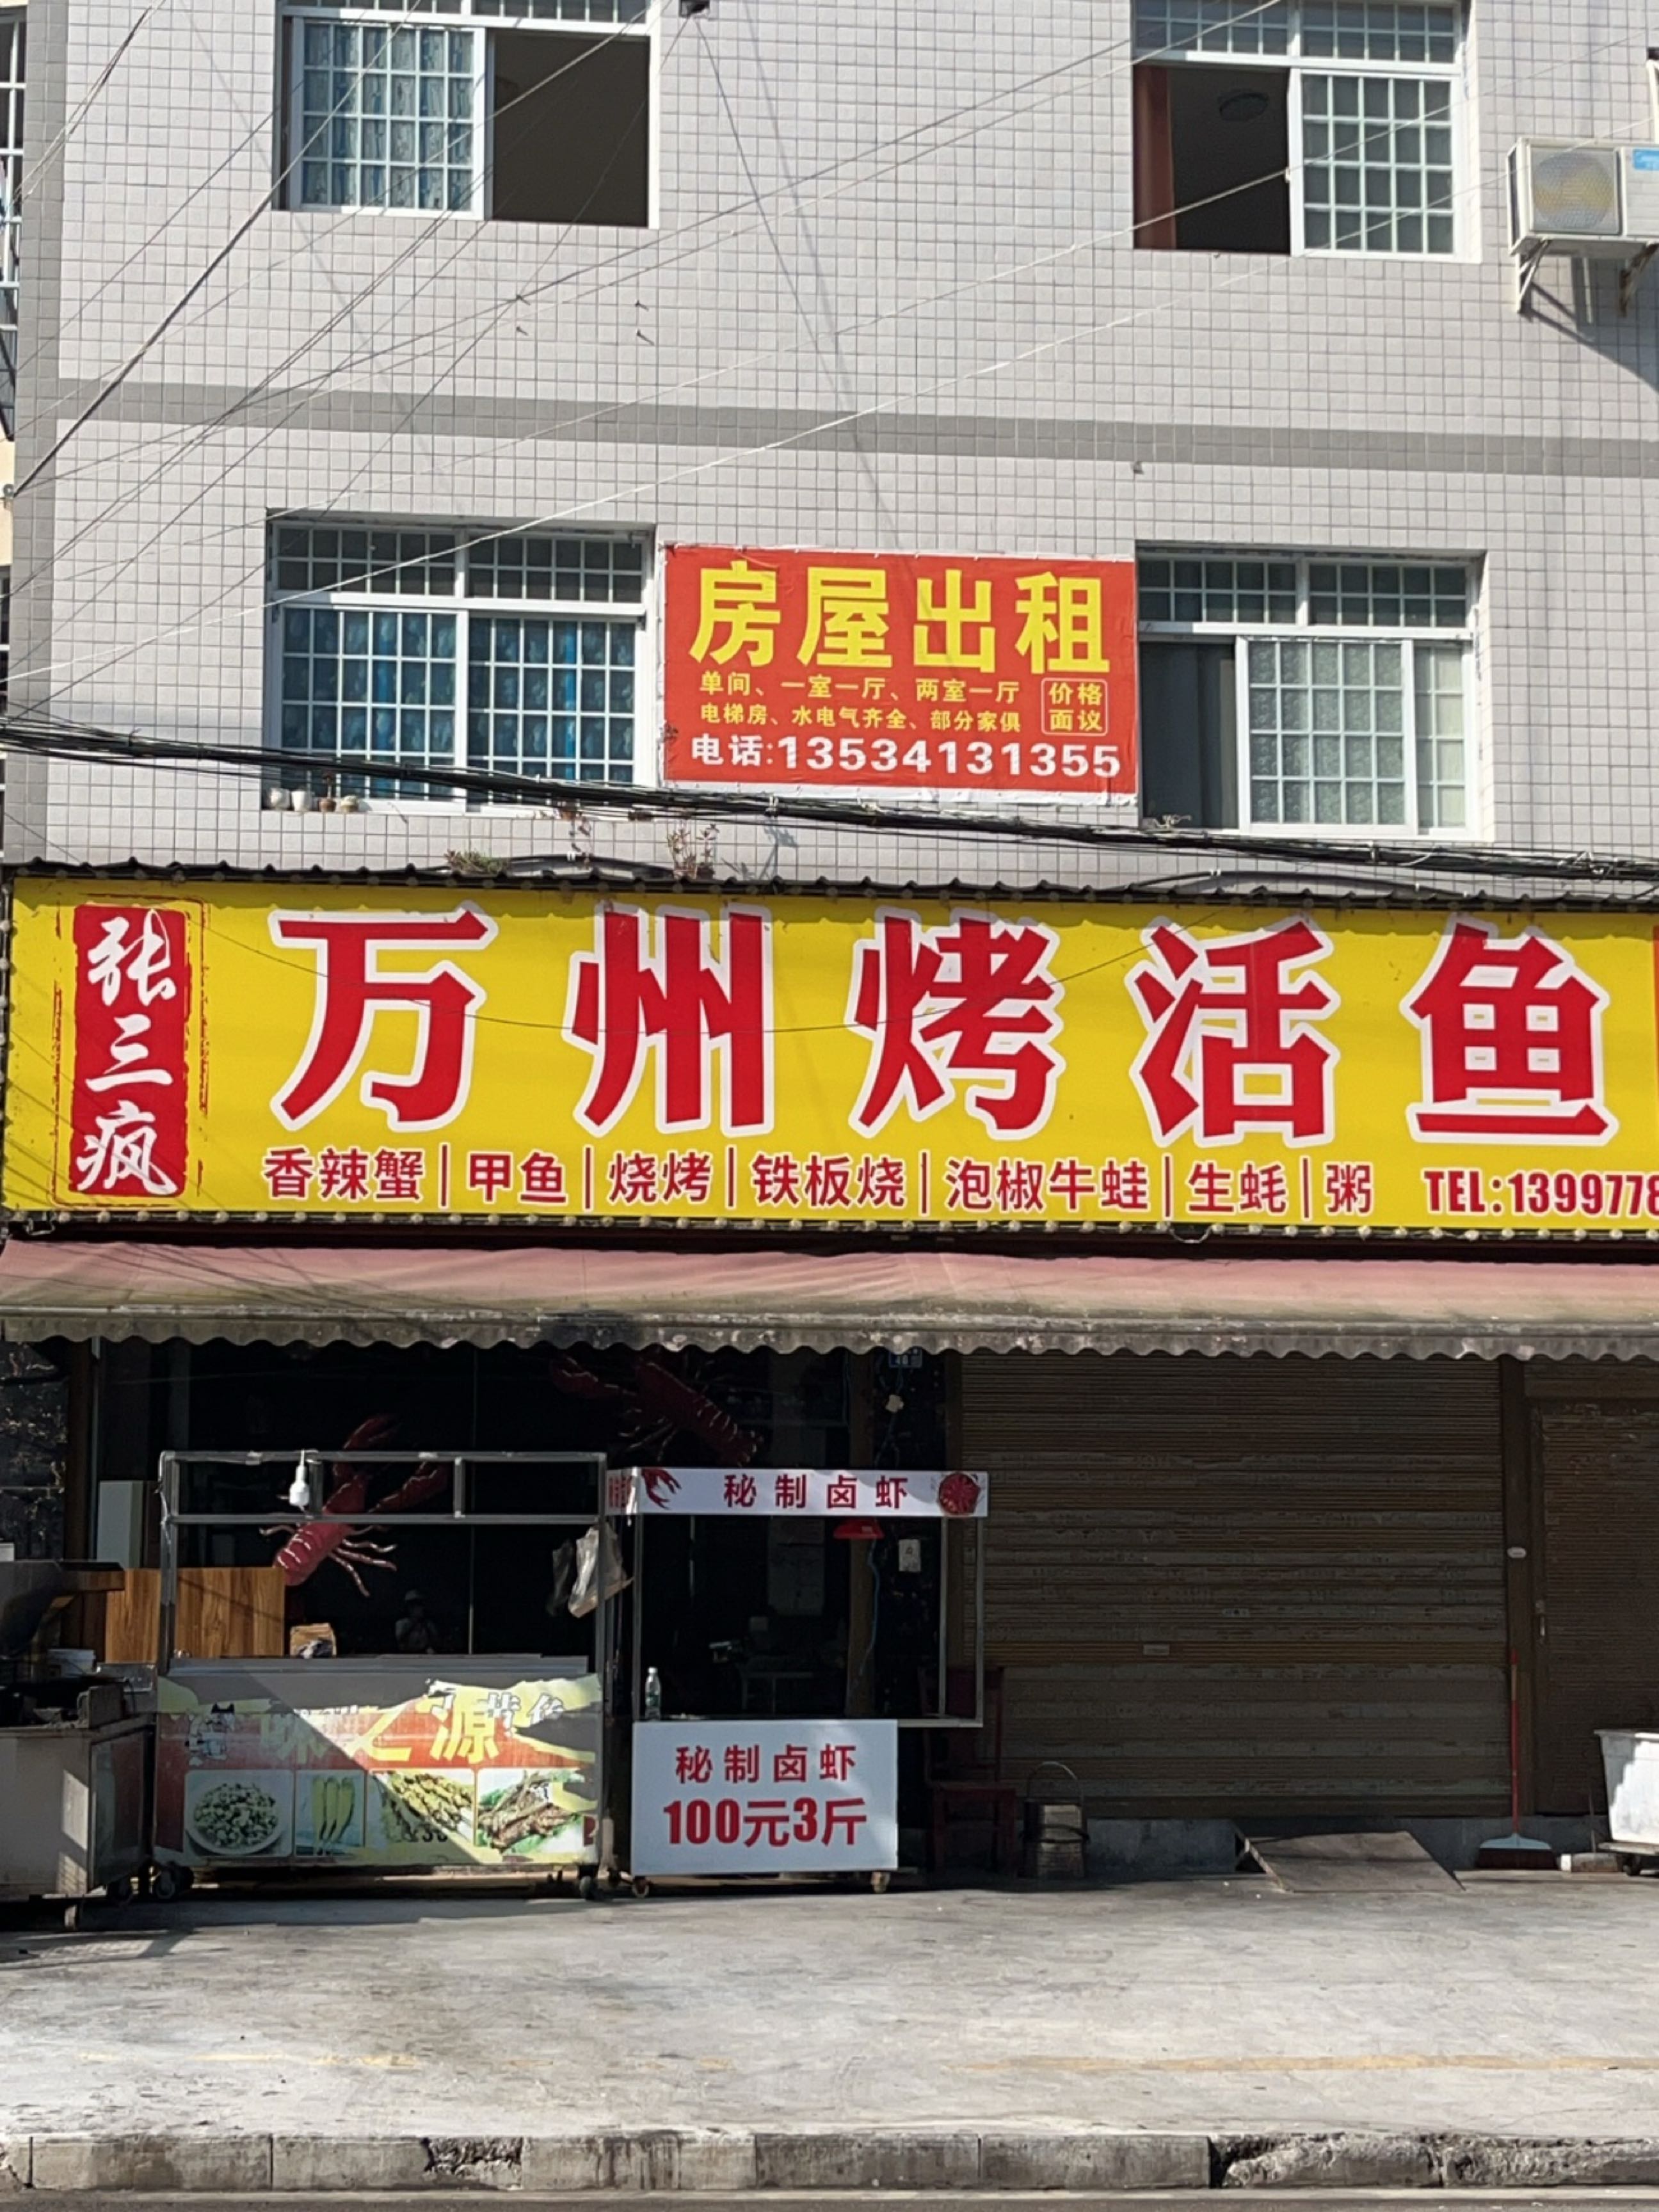 房屋出租
单间、一室一厅、两室一厅
电梯房、水电气齐全、部分家俱
价格
面议
电话:13534131355
张三疯
万州烤活鱼
香辣蟹|甲鱼|烧烤|铁板烧|泡椒牛蛙|生蚝|粥 TEL:1399778
秘制卤虾
味之源
秘制卤虾
100元3斤